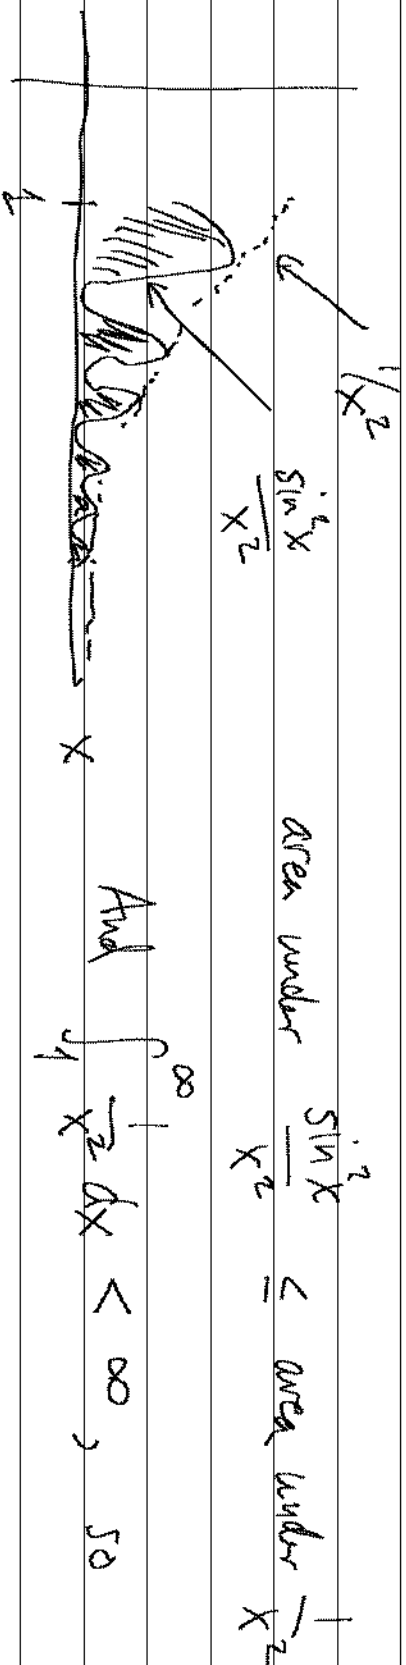 1/x²
sin²x/x²
area under sin²x/x² ≤ area under 1/x²
1
x
And ∫₁^∞ 1/x² dx < ∞, so